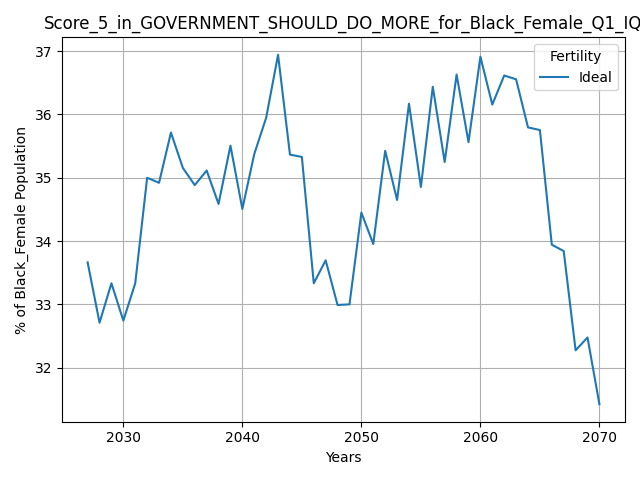 Score_5_in_GOVERNMENT_SHOULD_DO_MORE_for_Black_Female_Q1_IQ
Fertility
Ideal
37
36
35
34
33
32
% of Black_Female Population
2030 2040 2050 2060 2070
Years